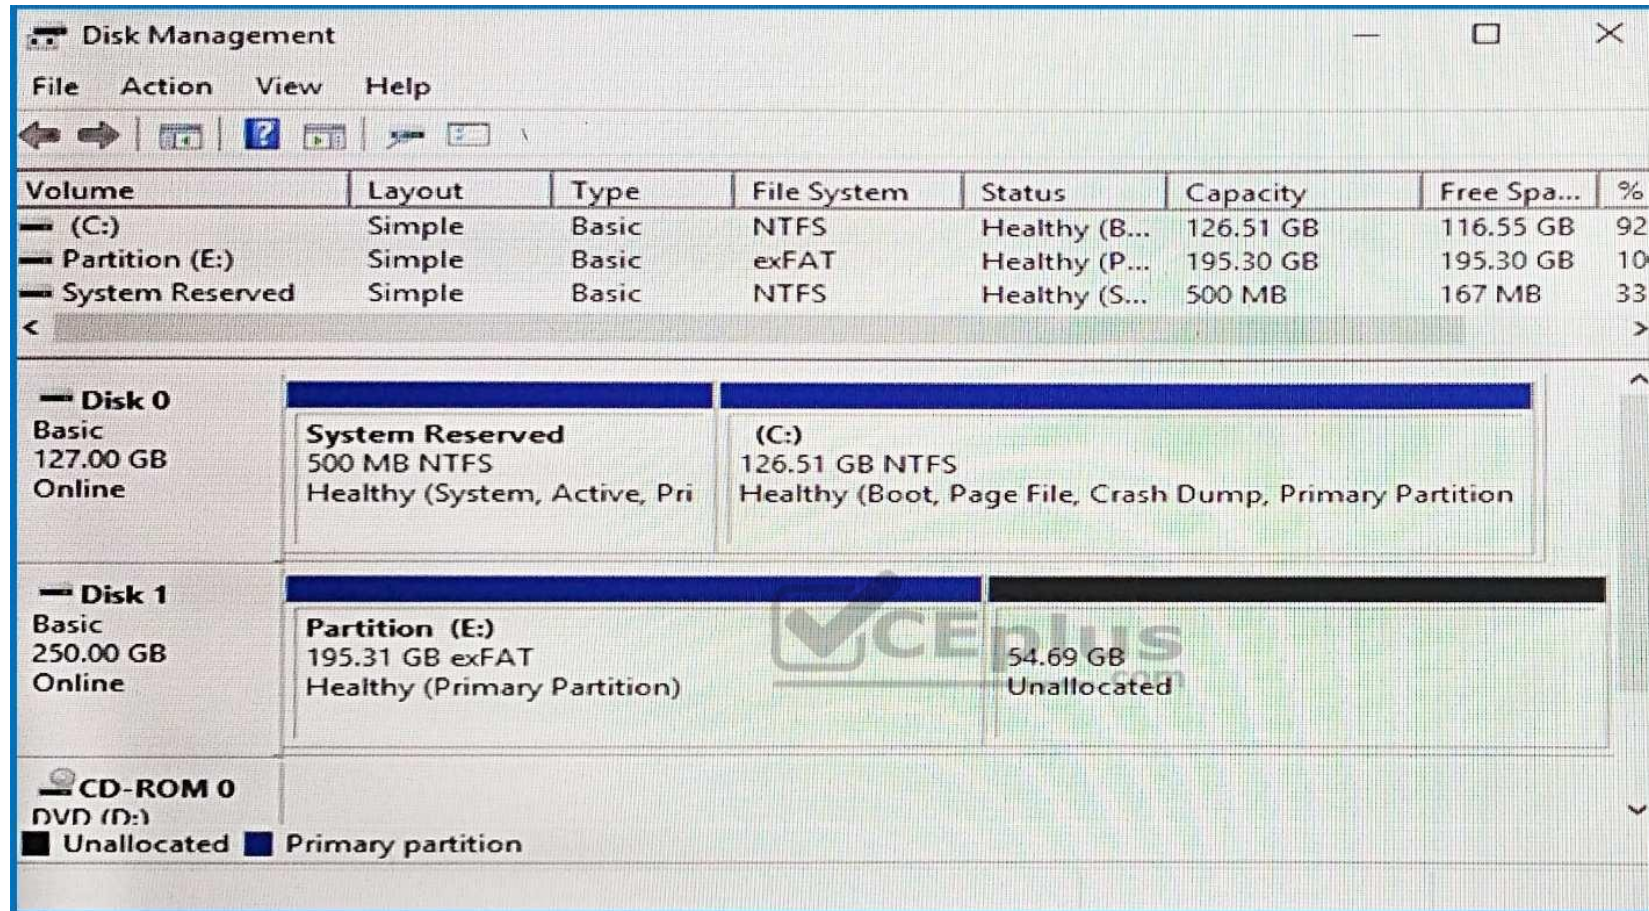 Disk Management
File Action View Help
Volume Layout Type File System Status Capacity Free Spa... %
(C:) Simple Basic NTFS Healthy (B... 126.51 GB 116.55 GB 92
Partition (E:) Simple Basic exFAT Healthy (P... 195.30 GB 195.30 GB 10
System Reserved Simple Basic NTFS Healthy (S... 500 MB 167 MB 33
Disk 0
Basic
127.00 GB
Online
System Reserved
500 MB NTFS
Healthy (System, Active, Pri
(C:)
126.51 GB NTFS
Healthy (Boot, Page File, Crash Dump, Primary Partition
Disk 1
Basic
250.00 GB
Online
Partition (E:)
195.31 GB exFAT
Healthy (Primary Partition)
54.69 GB
Unallocated
CEplus
.com
CD-ROM 0
DVD (D:)
Unallocated Primary partition